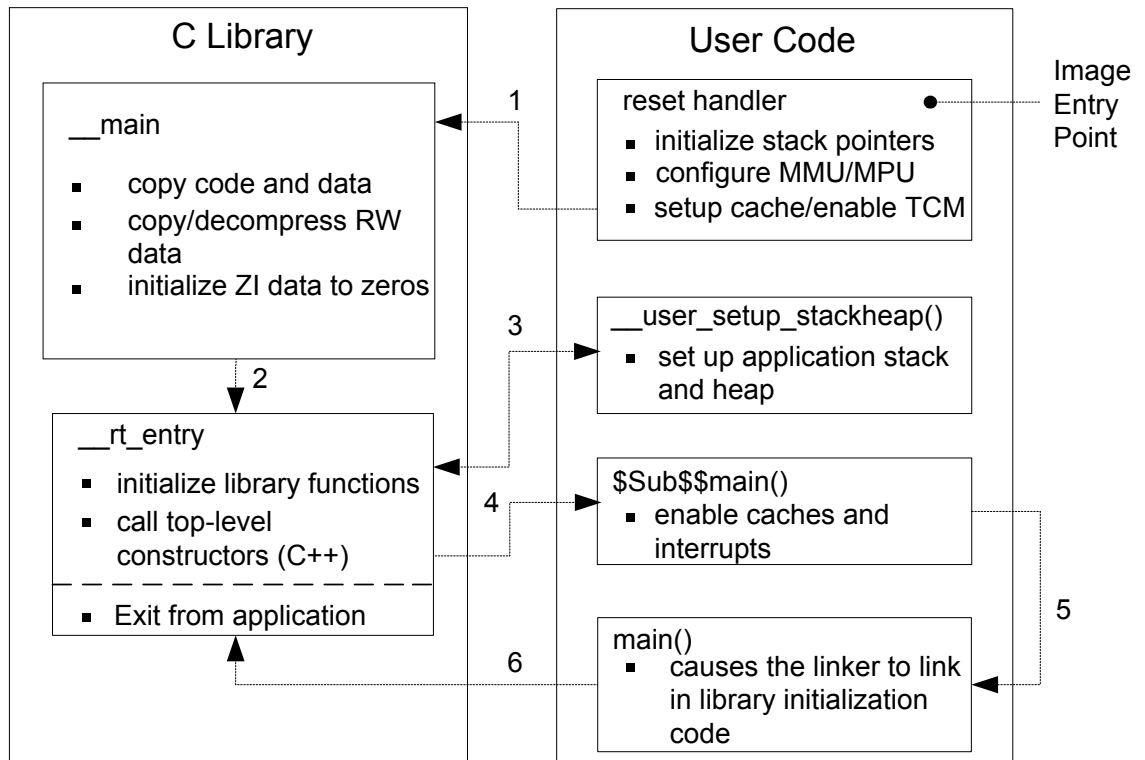 C Library
__main
▪ copy code and data
▪ copy/decompress RW
data
▪ initialize ZI data to zeros
2
__rt_entry
▪ initialize library functions
▪ call top-level
constructors (C++)
▪ Exit from application
1
3
4
6
User Code
reset handler
▪ initialize stack pointers
▪ configure MMU/MPU
▪ setup cache/enable TCM
__user_setup_stackheap()
▪ set up application stack
and heap
$Sub$$main()
▪ enable caches and
interrupts
main()
▪ causes the linker to link
in library initialization
code
5
Image
Entry
Point